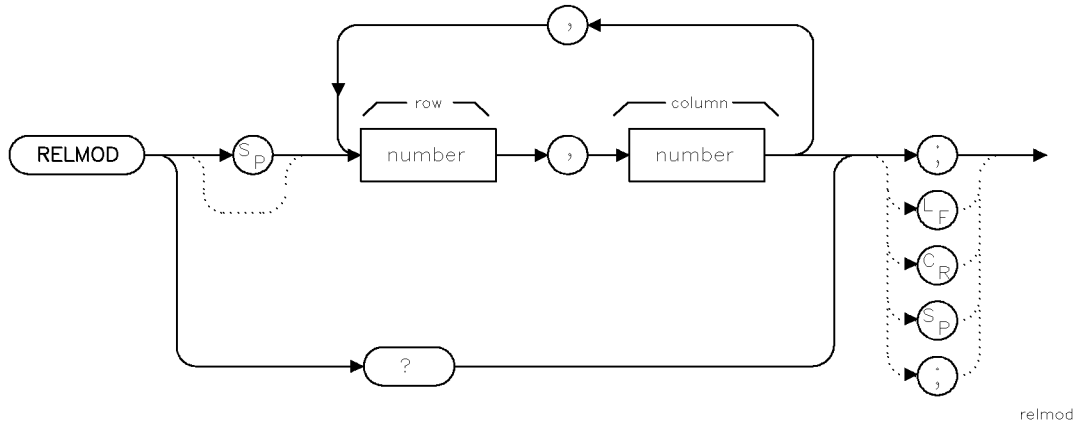 ,
row column
RELMOD SP number , number ;
LF
CR
SP
? ;
relmod